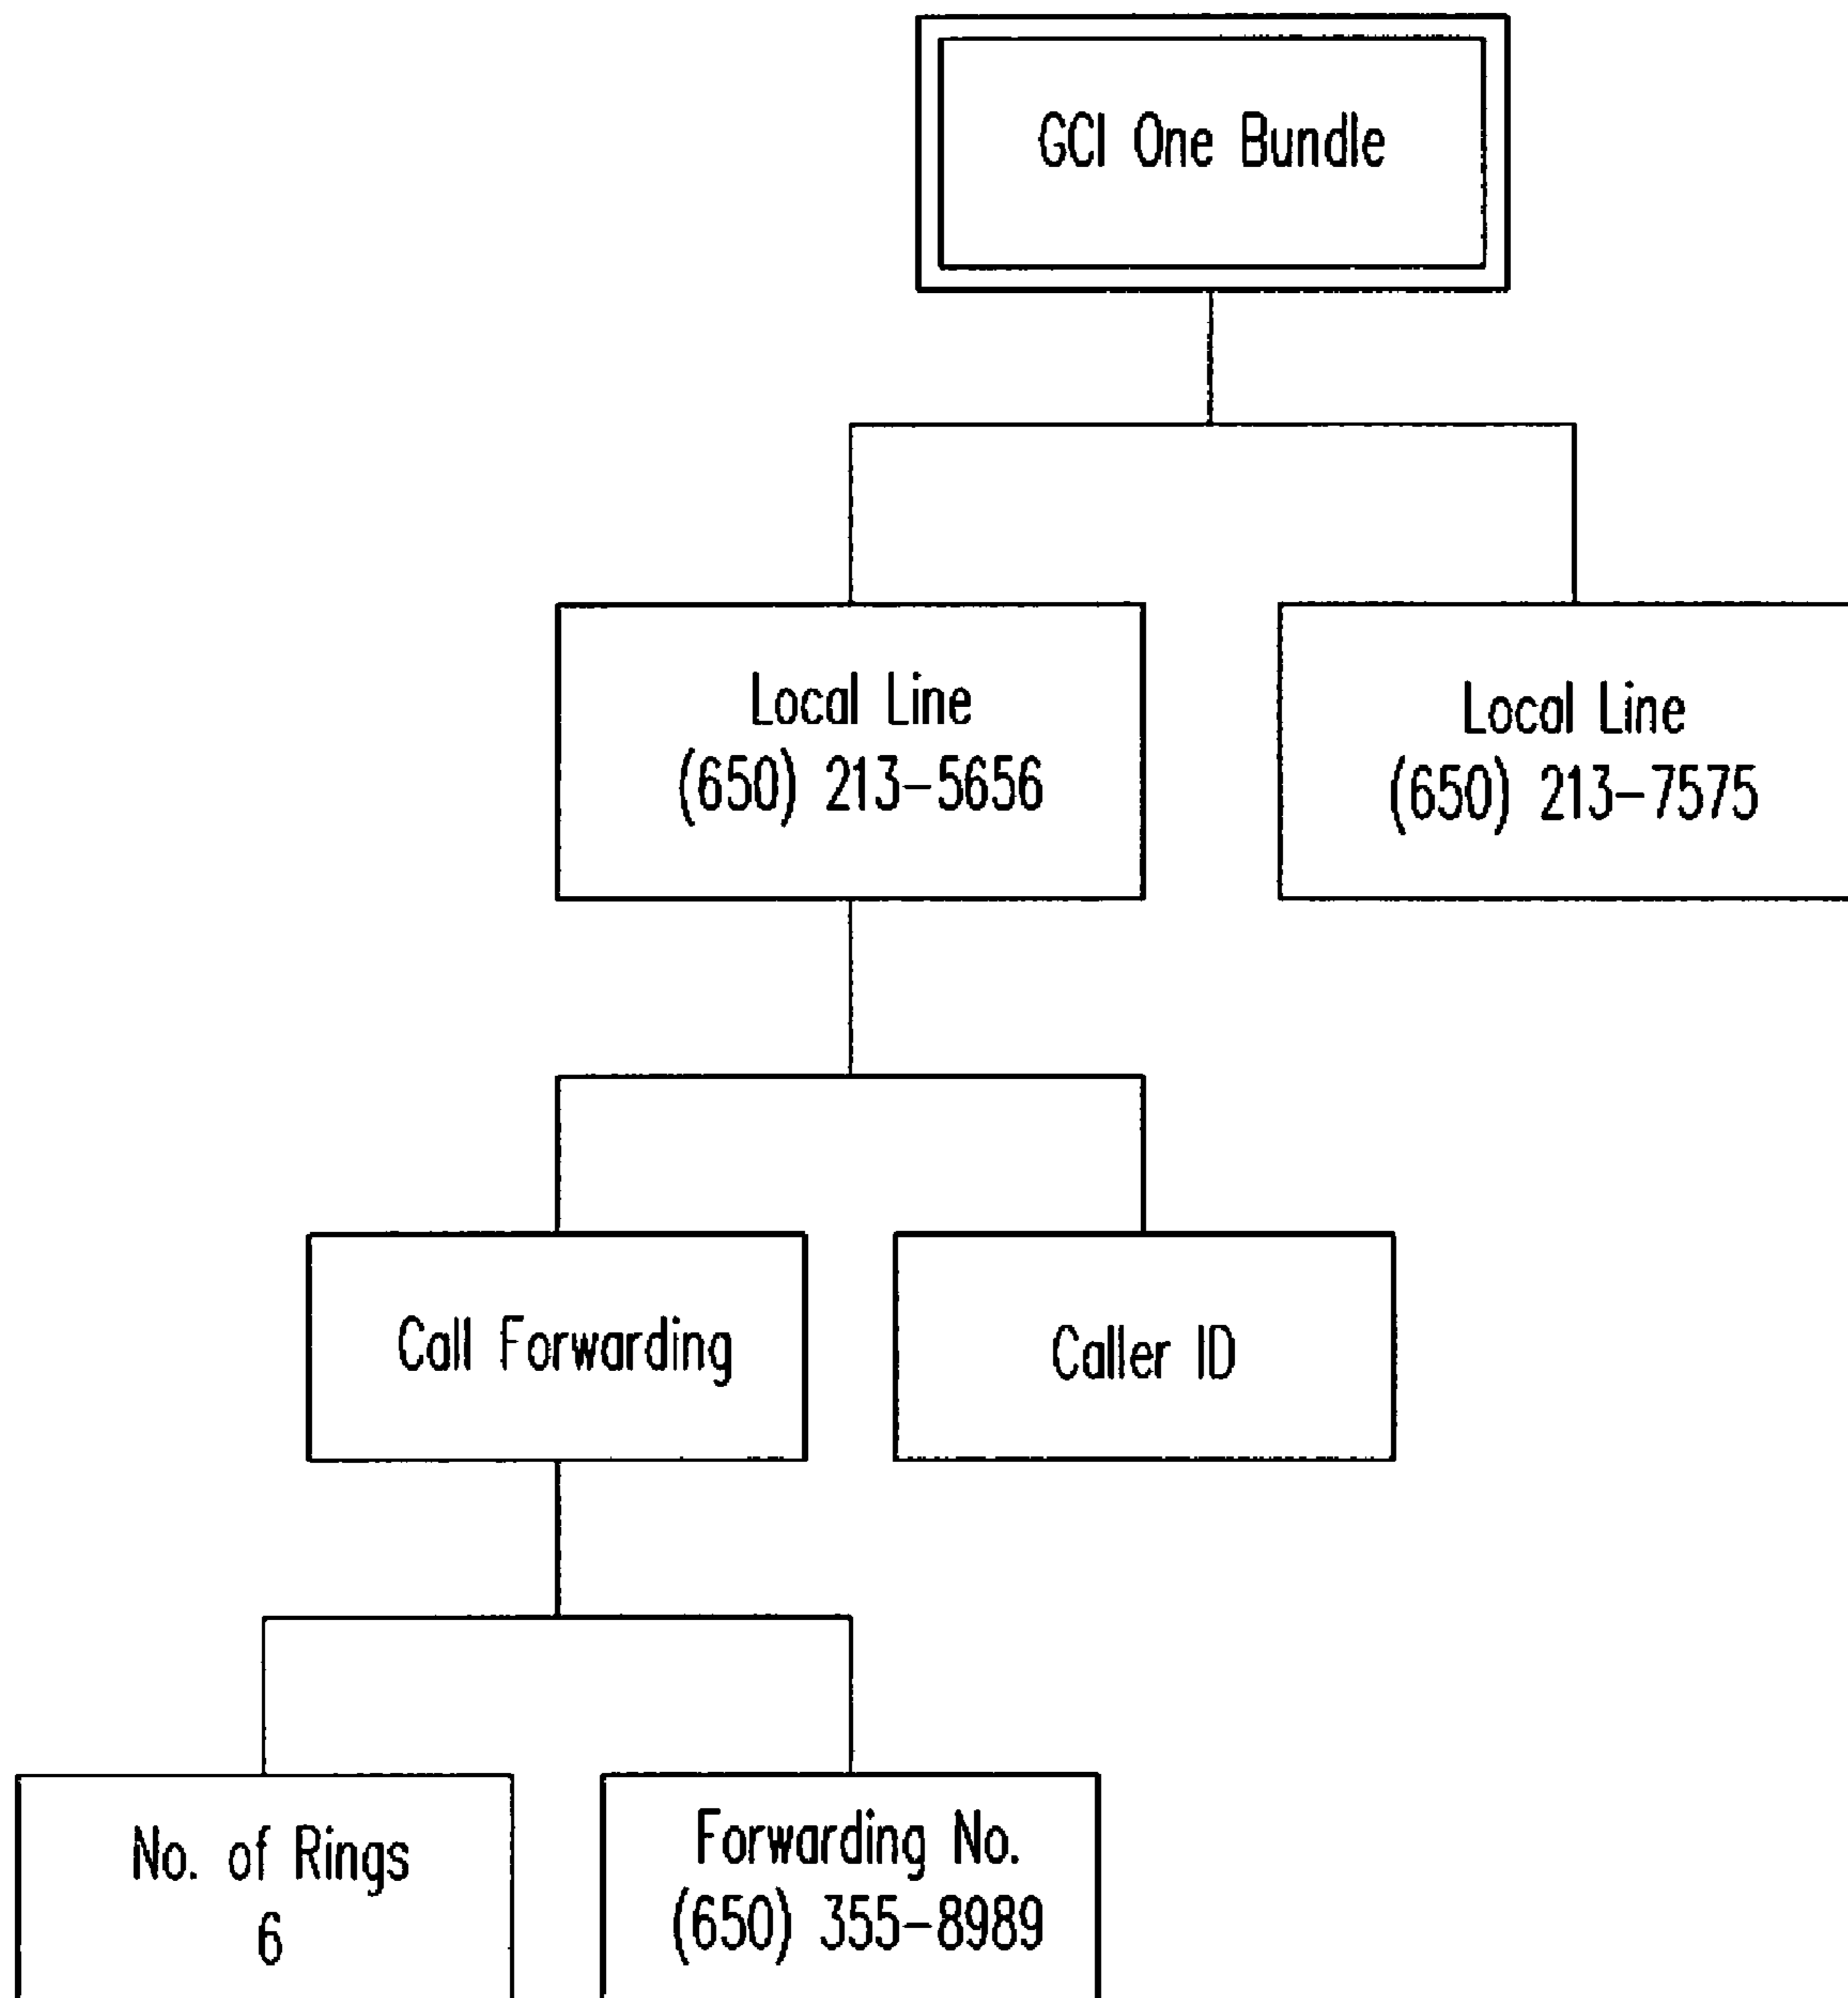 GCI One Bundle
Local Line
(650) 213-5656
Local Line
(650) 213-7575
Call Forwarding
Caller ID
No. of Rings
6
Forwarding No.
(650) 355-8989